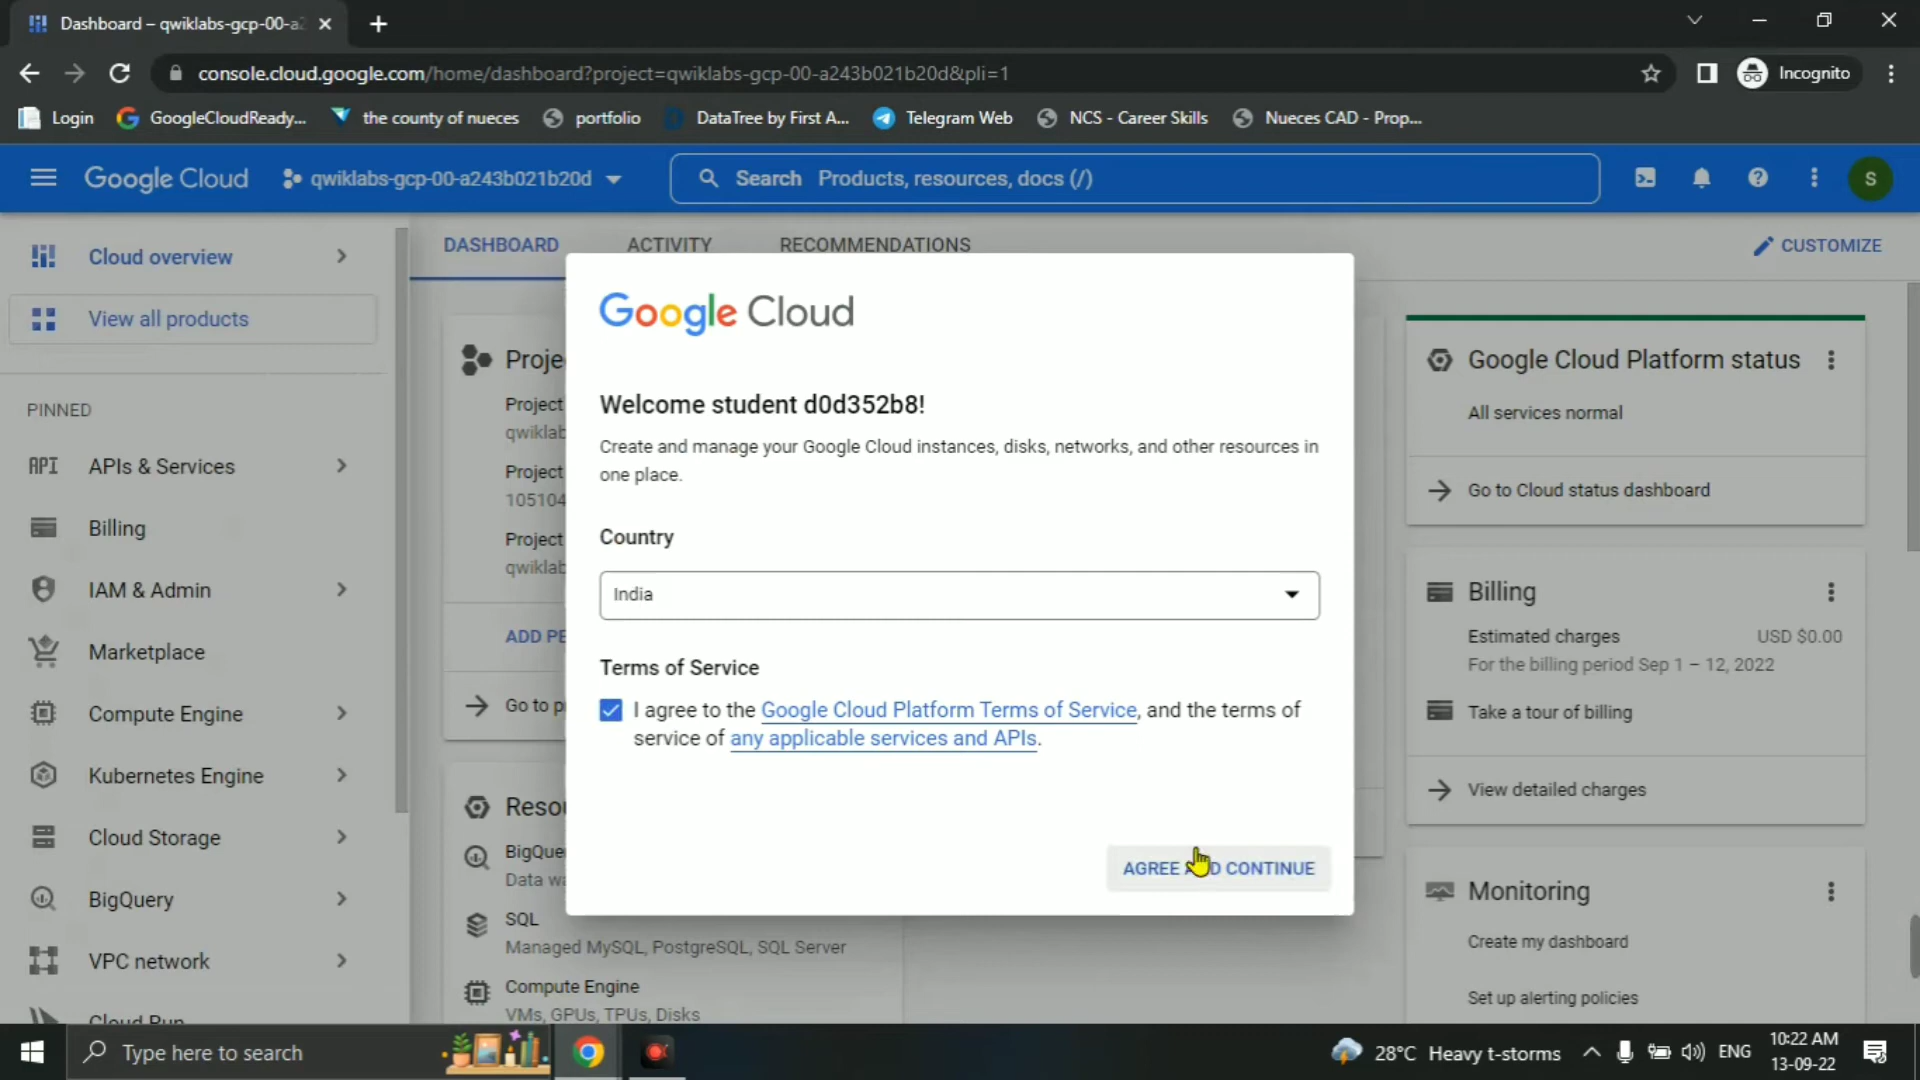 Dashboard – qwiklabs-gcp-00-a2
console.cloud.google.com/home/dashboard?project=qwiklabs-gcp-00-a243b021b20d&pli=1
Incognito
Login
GoogleCloudReady...
the county of nueces
portfolio
DataTree by First A...
Telegram Web
NCS - Career Skills
Nueces CAD - Prop...
Google Cloud
qwiklabs-gcp-00-a243b021b20d
Search Products, resources, docs (/)
S
Cloud overview
View all products
PINNED
API APIs & Services
Billing
IAM & Admin
Marketplace
Compute Engine
Kubernetes Engine
Cloud Storage
BigQuery
VPC network
Cloud Run
DASHBOARD
ACTIVITY
RECOMMENDATIONS
CUSTOMIZE
Proje
Project
qwiklab
Project
105104
Project
qwiklab
ADD PE
Go to p
Resou
BigQue
Data wa
SQL
Managed MySQL, PostgreSQL, SQL Server
Compute Engine
VMs, GPUs, TPUs, Disks
Google Cloud
Welcome student d0d352b8!
Create and manage your Google Cloud instances, disks, networks, and other resources in
one place.
Country
India
Terms of Service
I agree to the Google Cloud Platform Terms of Service, and the terms of
service of any applicable services and APIs.
AGREE AND CONTINUE
Google Cloud Platform status
All services normal
Go to Cloud status dashboard
Billing
Estimated charges USD $0.00
For the billing period Sep 1 – 12, 2022
Take a tour of billing
View detailed charges
Monitoring
Create my dashboard
Set up alerting policies
Type here to search
28°C Heavy t-storms
ENG
10:22 AM
13-09-22